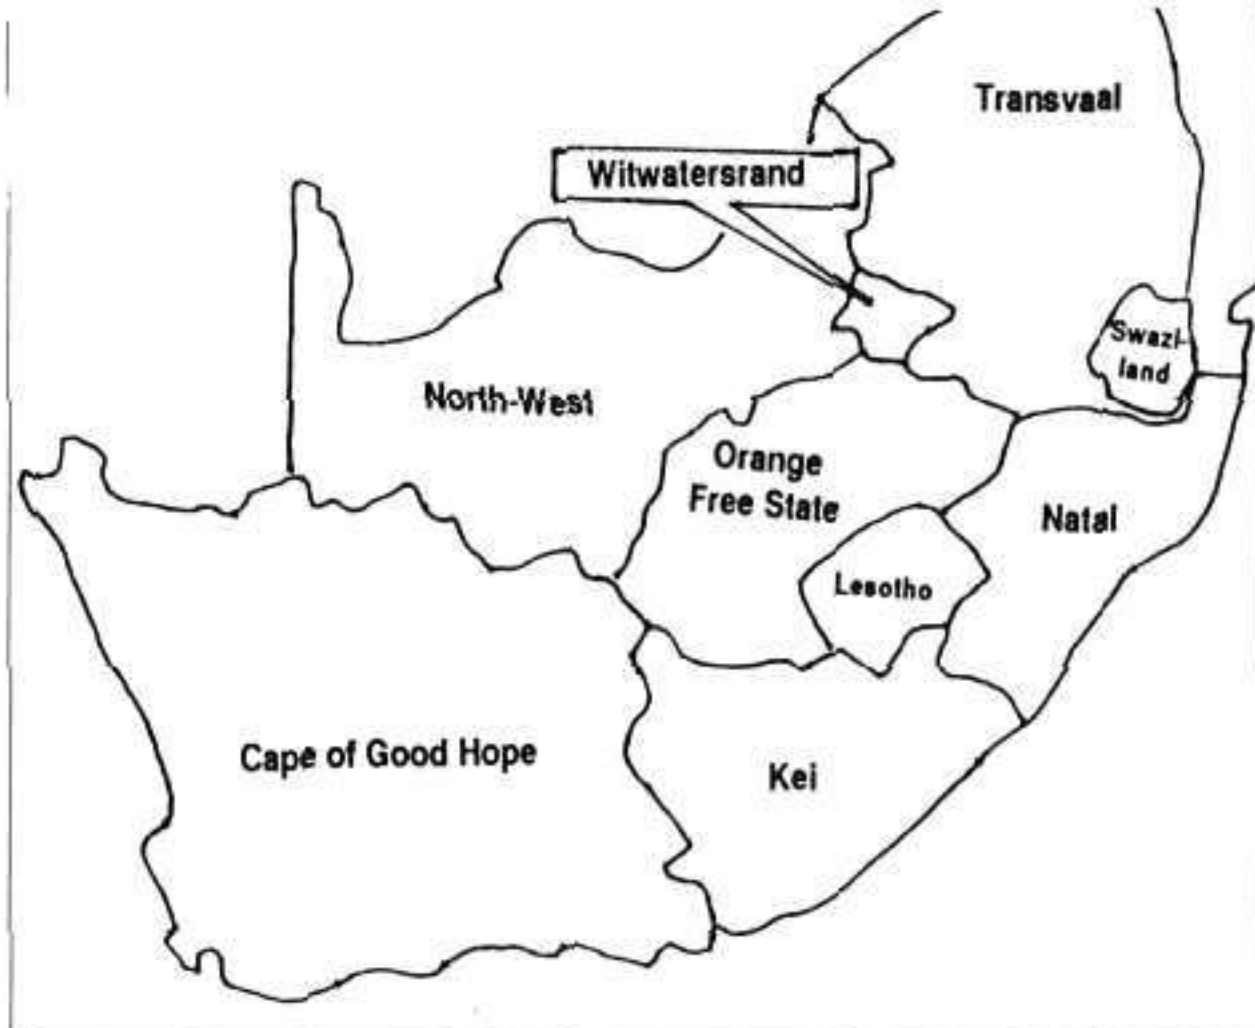 Transvaal
Witwatersrand
Swazi-
land
North-West
Orange
Free State
Natal
Lesotho
Cape of Good Hope
Kei